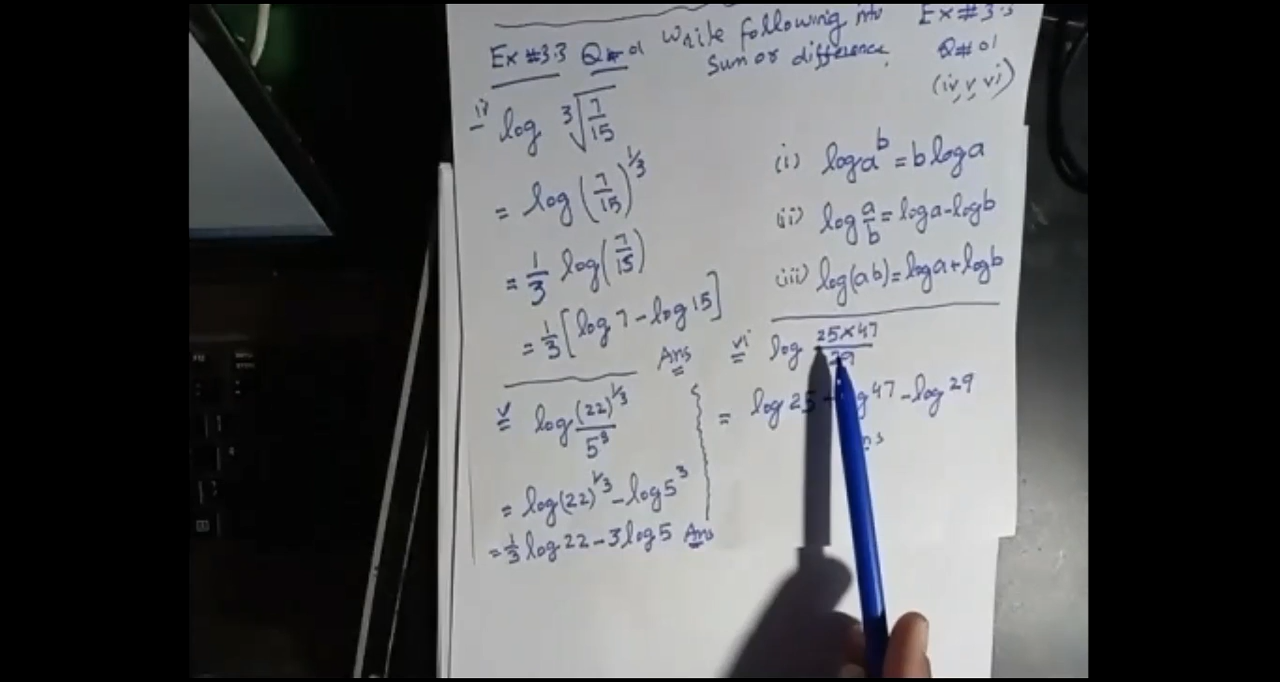 Ex #3.3 Q# 01 Write following into
Sum or difference.
Ex # 3.3
Q# 01
(iv, v, vi)
iv log ∛(7/15)
= log (7/15)^1/3
= 1/3 log (7/15)
= 1/3 [log 7 - log 15]
Ans
v log (22)^1/3 / 5^3
= log (22)^1/3 - log 5^3
= 1/3 log 22 - 3 log 5 Ans
(i) log a^b = b log a
(ii) log a/b = log a - log b
(iii) log (ab) = log a + log b
vi log 25×47 / 29
= log 25 log 47 - log 29